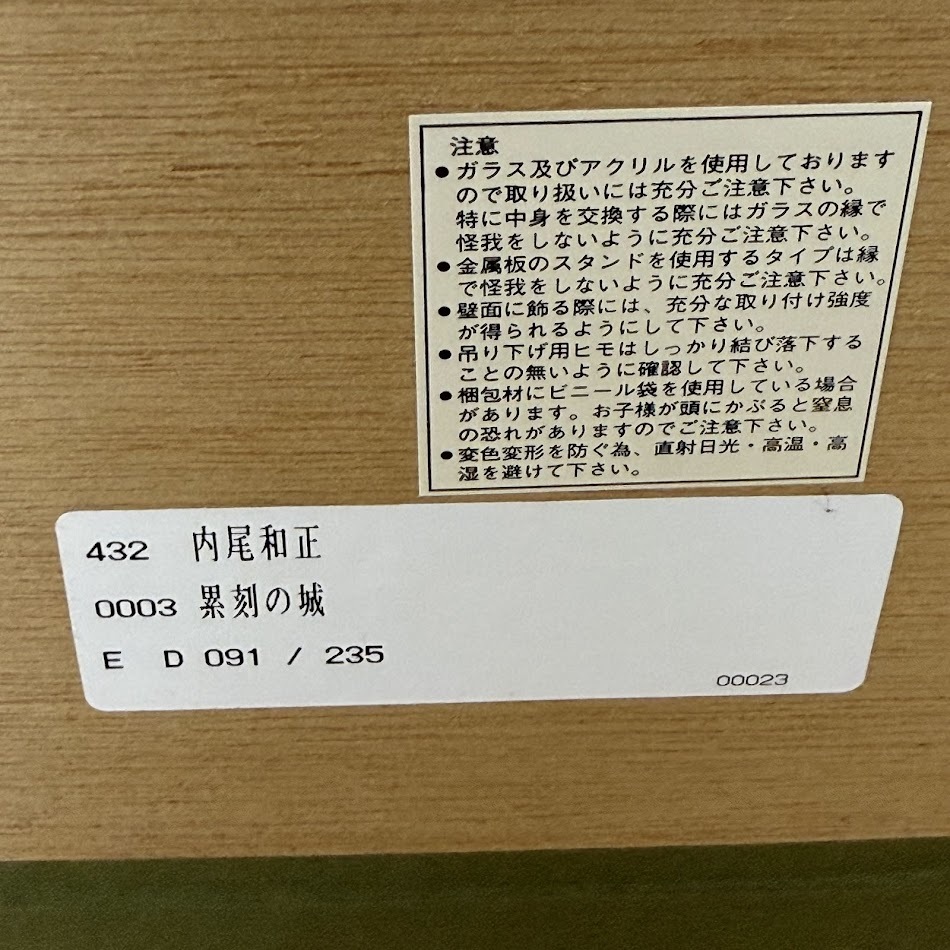 注意
●ガラス及びアクリルを使用しております
ので取り扱いには充分ご注意下さい。
特に中身を交換する際にはガラスの縁で
怪我をしないように充分ご注意下さい。
●金属板のスタンドを使用するタイプは縁
で怪我をしないように充分ご注意下さい。
●壁面に飾る際には、充分な取り付け強度
が得られるようにして下さい。
●吊り下げ用ヒモはしっかり結び落下する
ことの無いように確認して下さい。
●梱包材にビニール袋を使用している場合
があります。お子様が頭にかぶると窒息
の恐れがありますのでご注意下さい。
●変色変形を防ぐ為、直射日光・高温・高
湿を避けて下さい。
432 内尾和正
0003 累刻の城
E D 091 / 235
00023